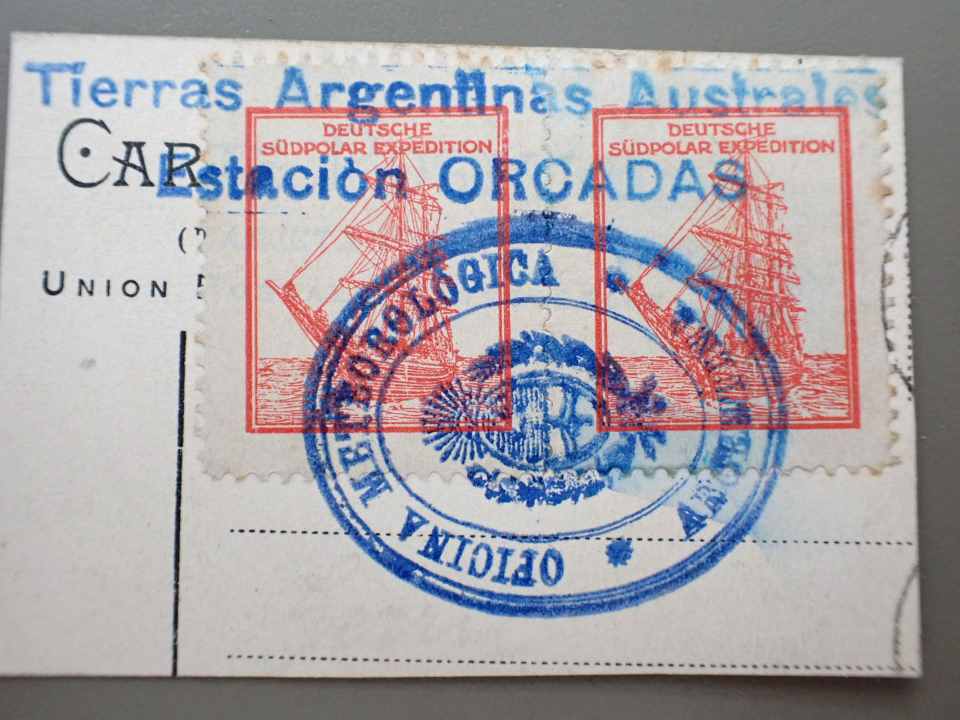 Tierras Argentinas Australes
Estación ORCADAS
CAR
UNION
DEUTSCHE
SÜDPOLAR EXPEDITION
DEUTSCHE
SÜDPOLAR EXPEDITION
OFICINA METEOROLÓGICA